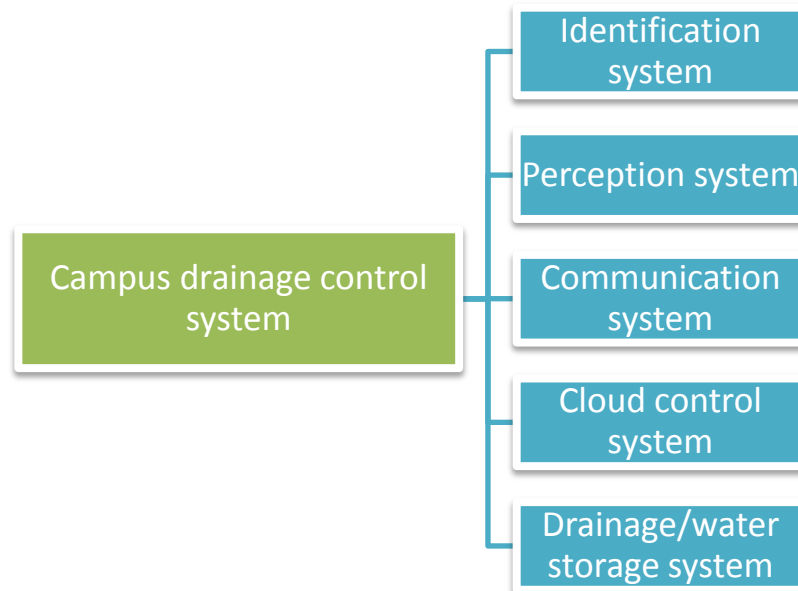 Identification
system
Perception system
Campus drainage control
system
Communication
system
Cloud control
system
Drainage/water
storage system